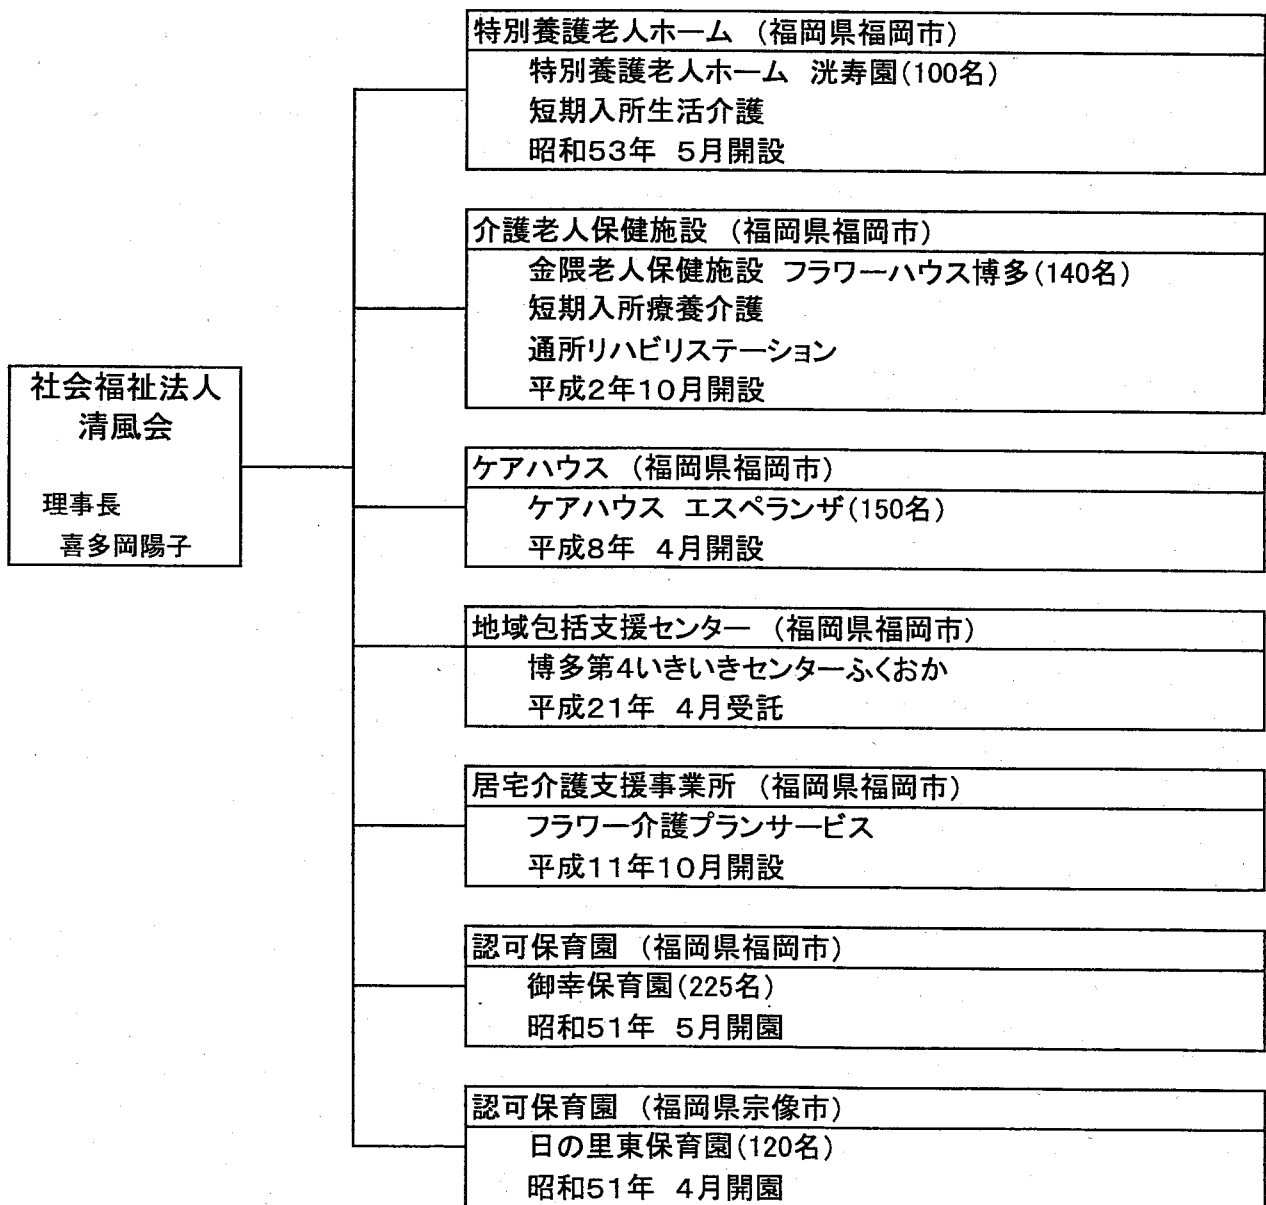 社会福祉法人
清風会
理事長
喜多岡陽子
特別養護老人ホーム （福岡県福岡市）
特別養護老人ホーム 洸寿園(100名)
短期入所生活介護
昭和53年 5月開設
介護老人保健施設 （福岡県福岡市）
金隈老人保健施設 フラワーハウス博多(140名)
短期入所療養介護
通所リハビリステーション
平成2年10月開設
ケアハウス （福岡県福岡市）
ケアハウス エスペランザ(150名)
平成8年 4月開設
地域包括支援センター （福岡県福岡市）
博多第4いきいきセンターふくおか
平成21年 4月受託
居宅介護支援事業所 （福岡県福岡市）
フラワー介護プランサービス
平成11年10月開設
認可保育園 （福岡県福岡市）
御幸保育園(225名)
昭和51年 5月開園
認可保育園 （福岡県宗像市）
日の里東保育園(120名)
昭和51年 4月開園